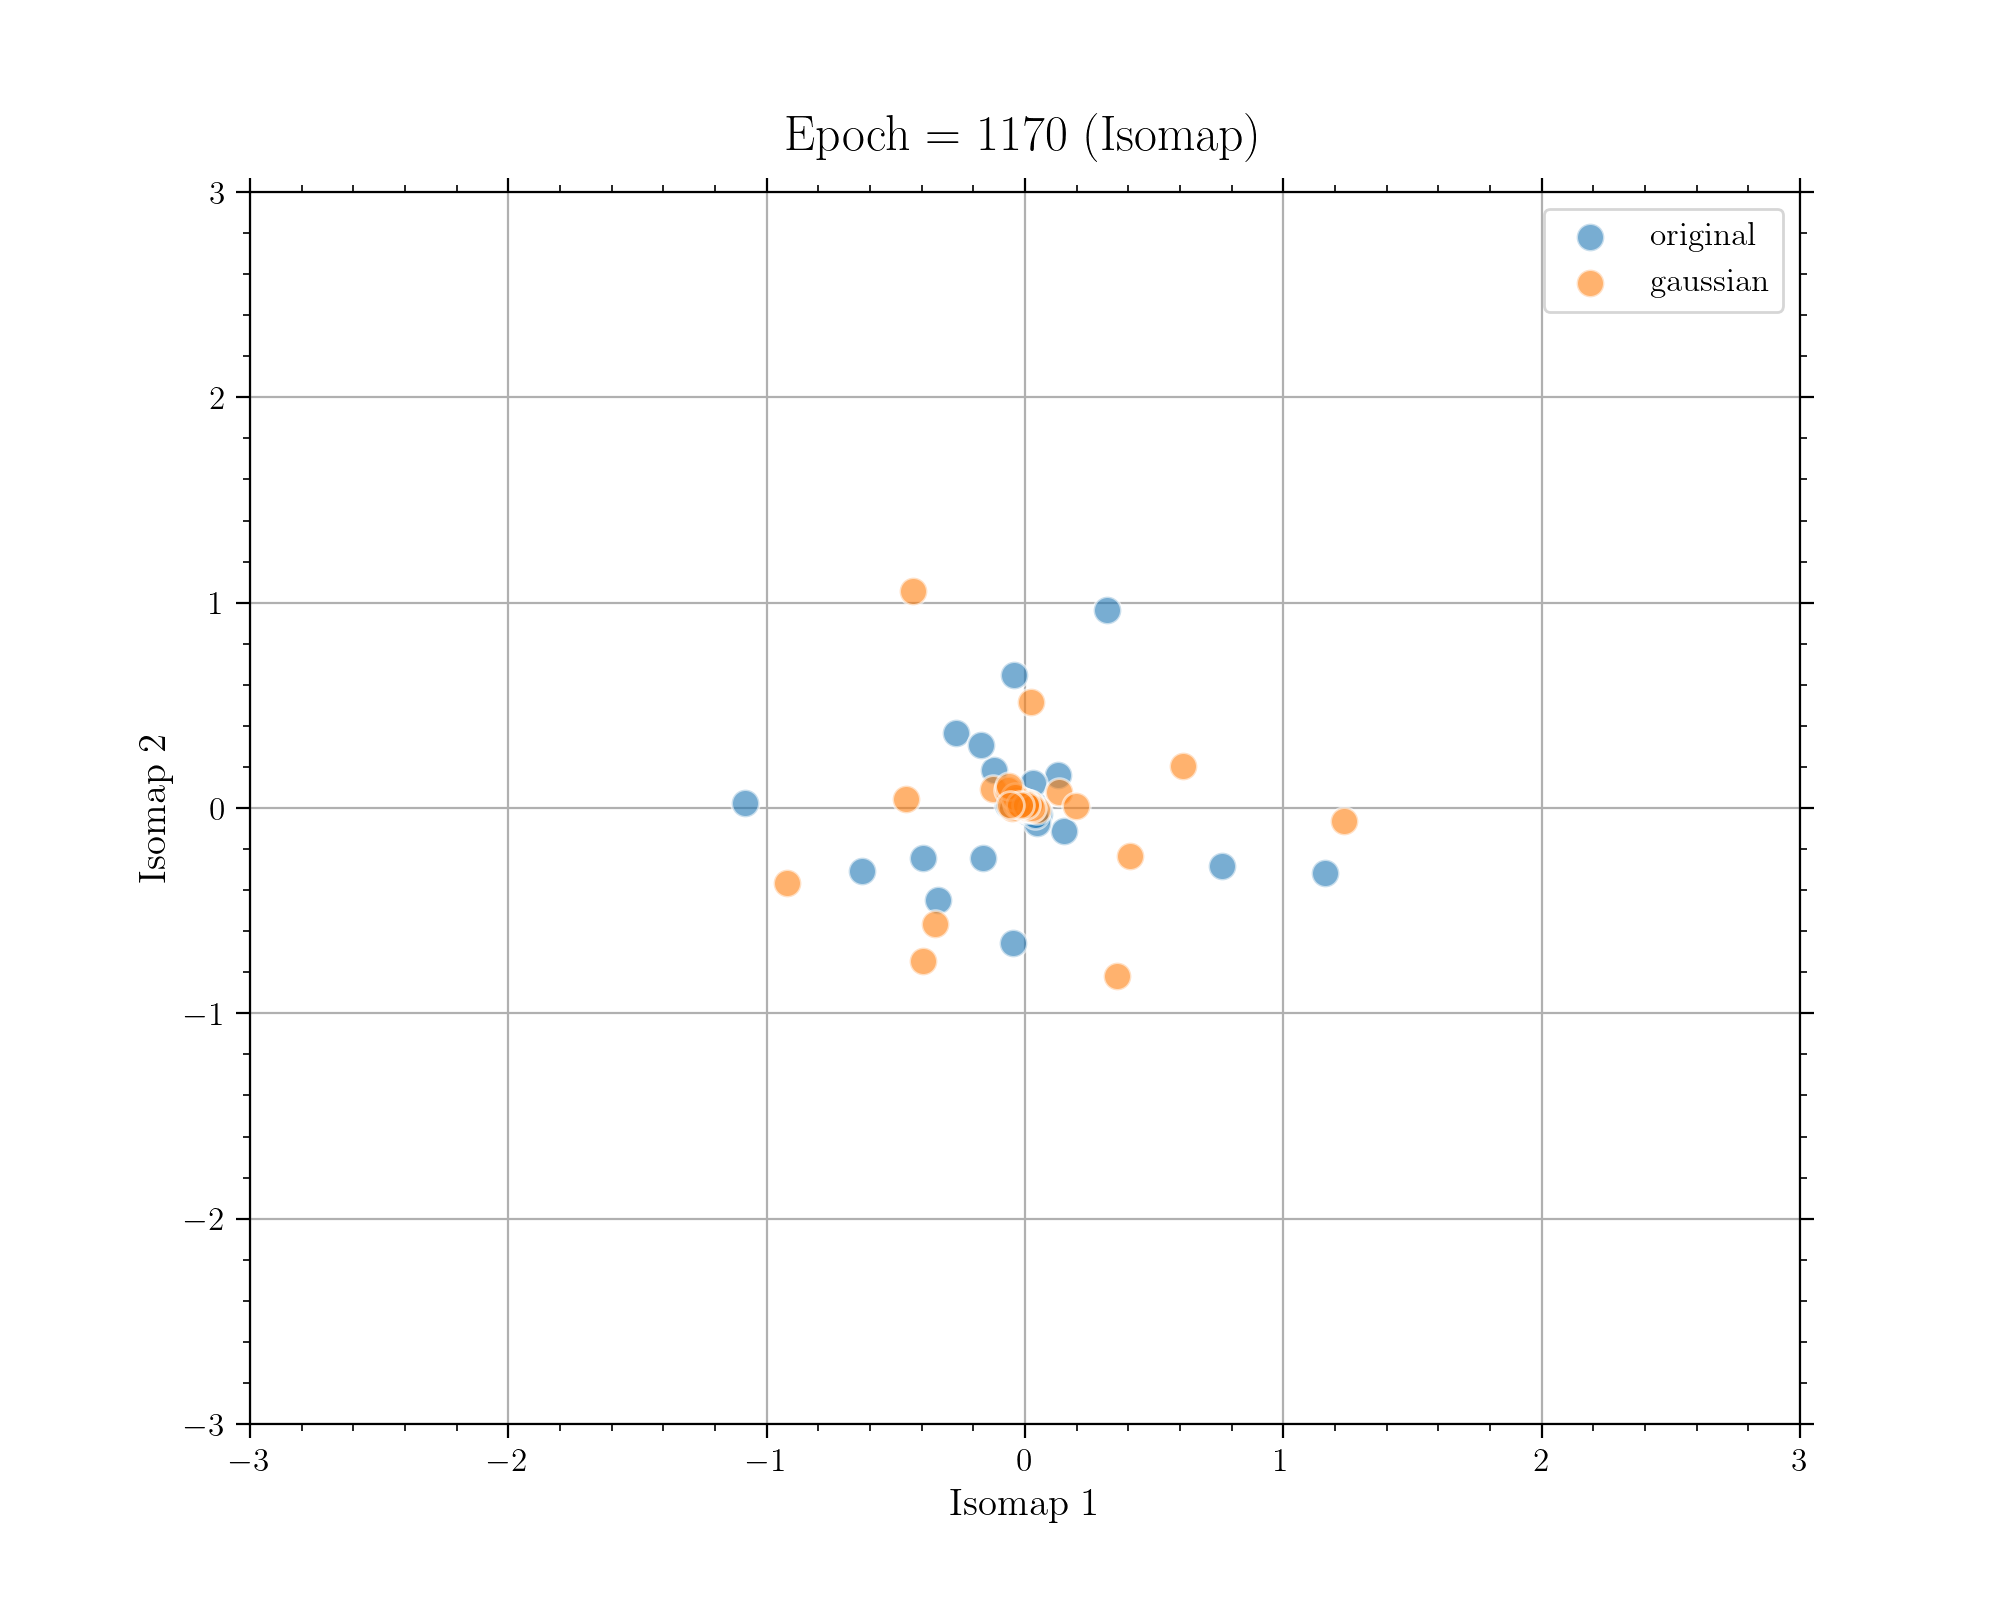 Epoch = 1170 (Isomap)
original
gaussian
3
2
1
0
−1
−2
−3
Isomap 2
−3
−2
−1
0
1
2
3
Isomap 1